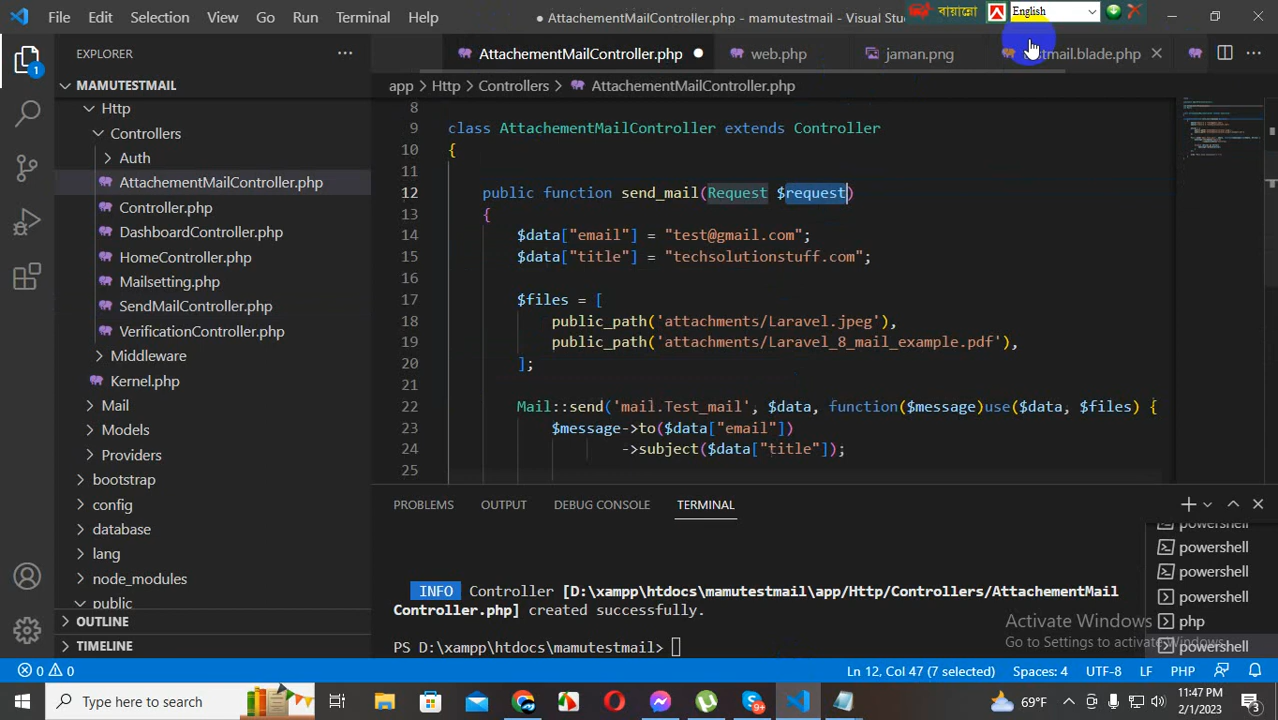 File Edit Selection View Go Run Terminal Help
● AttachementMailController.php - mamutestmail - Visual Stu
বায়ান্নো
English
EXPLORER
MAMUTESTMAIL
Http
Controllers
Auth
AttachementMailController.php
Controller.php
DashboardController.php
HomeController.php
Mailsetting.php
SendMailController.php
VerificationController.php
Middleware
Kernel.php
Mail
Models
Providers
bootstrap
config
database
lang
node_modules
public
OUTLINE
TIMELINE
1
AttachementMailController.php ● web.php jaman.png tmail.blade.php
app > Http > Controllers > AttachementMailController.php
8
9 class AttachementMailController extends Controller
10 {
11
12 public function send_mail(Request $request)
13 {
14 $data["email"] = "test@gmail.com";
15 $data["title"] = "techsolutionstuff.com";
16
17 $files = [
18 public_path('attachments/Laravel.jpeg'),
19 public_path('attachments/Laravel_8_mail_example.pdf'),
20 ];
21
22 Mail::send('mail.Test_mail', $data, function($message)use($data, $files) {
23 $message->to($data["email"])
24 ->subject($data["title"]);
25
PROBLEMS OUTPUT DEBUG CONSOLE TERMINAL
INFO Controller [D:\xampp\htdocs\mamutestmail\app/Http/Controllers/AttachementMail
Controller.php] created successfully.
PS D:\xampp\htdocs\mamutestmail>
powershell
powershell
powershell
powershell
php
powershell
Activate Windows
Go to Settings to activate Windows.
0 0
Ln 12, Col 47 (7 selected) Spaces: 4 UTF-8 LF PHP
Type here to search
9+
69°F
11:47 PM
2/1/2023
3